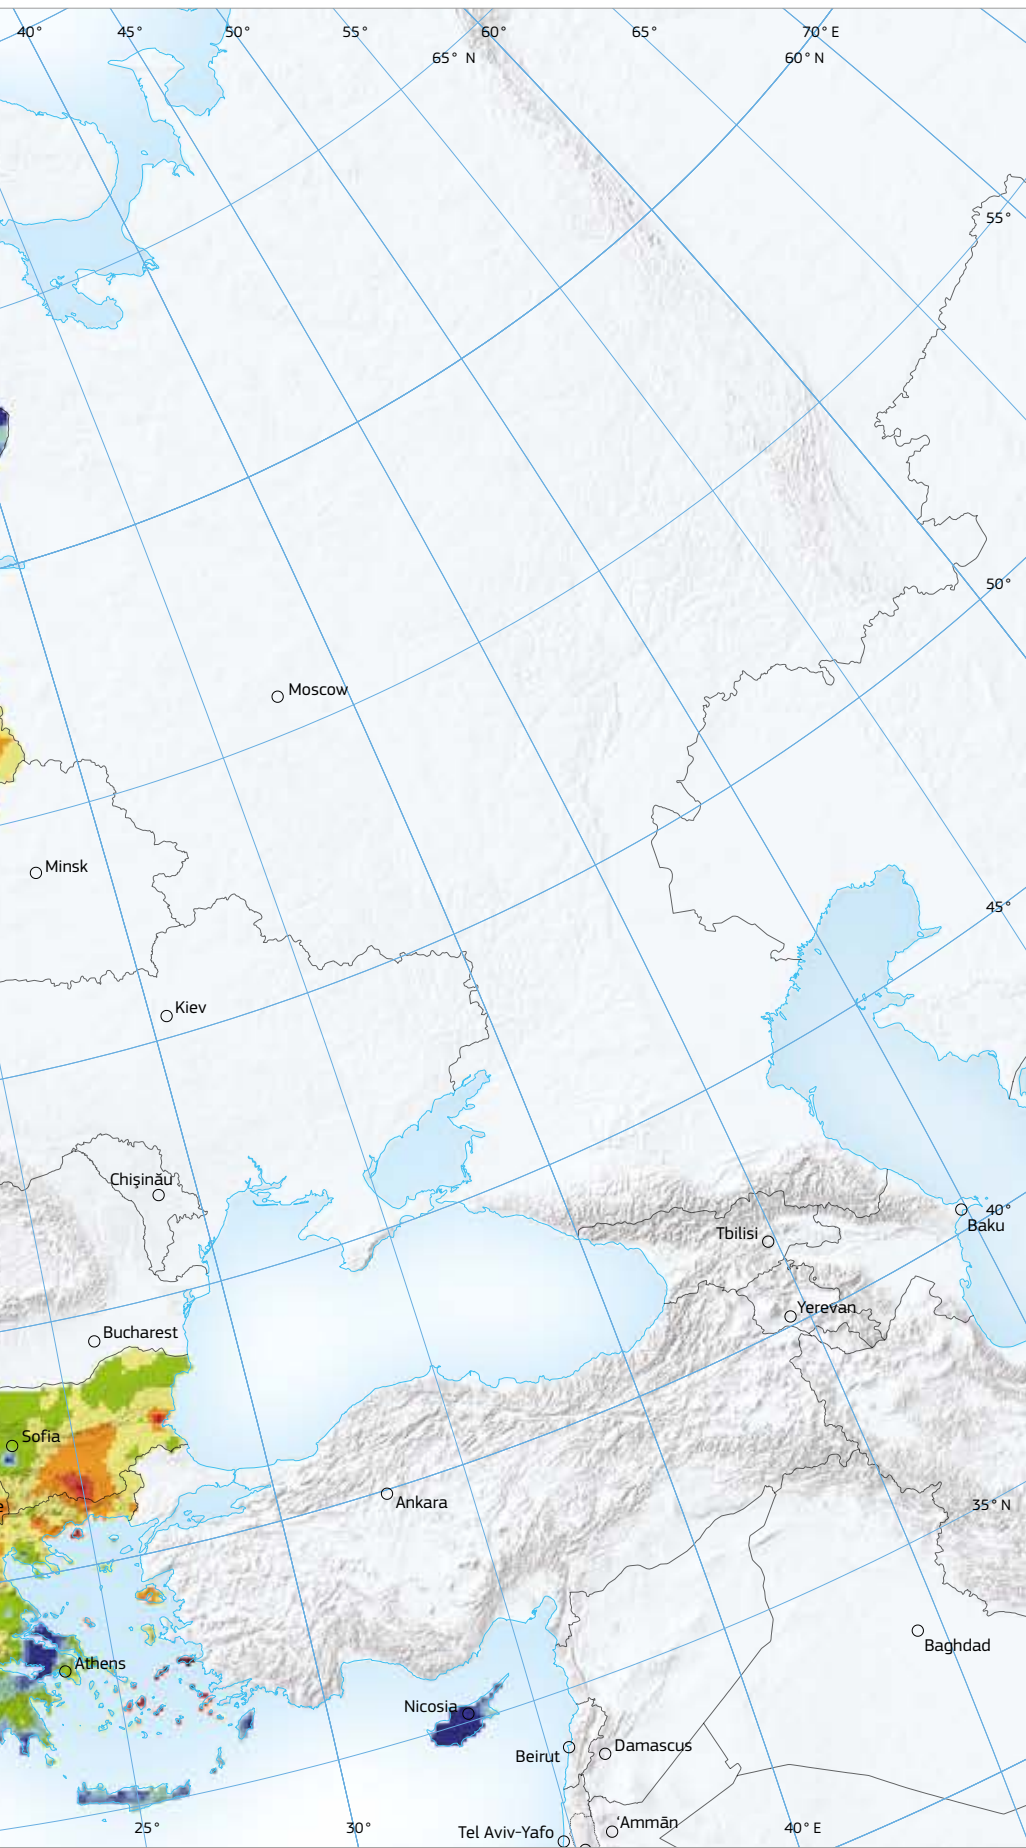 40° 45° 50° 55° 60° 65° 70° E
65° N 60° N
55°
50°
Moscow
Minsk
45°
Kiev
Chişinău
40°
Baku
Tbilisi
Yerevan
Bucharest
Sofia
Ankara
35° N
e
Baghdad
Athens
Nicosia
Damascus
Beirut
ʻAmmān
Tel Aviv-Yafo
25° 30° 40° E